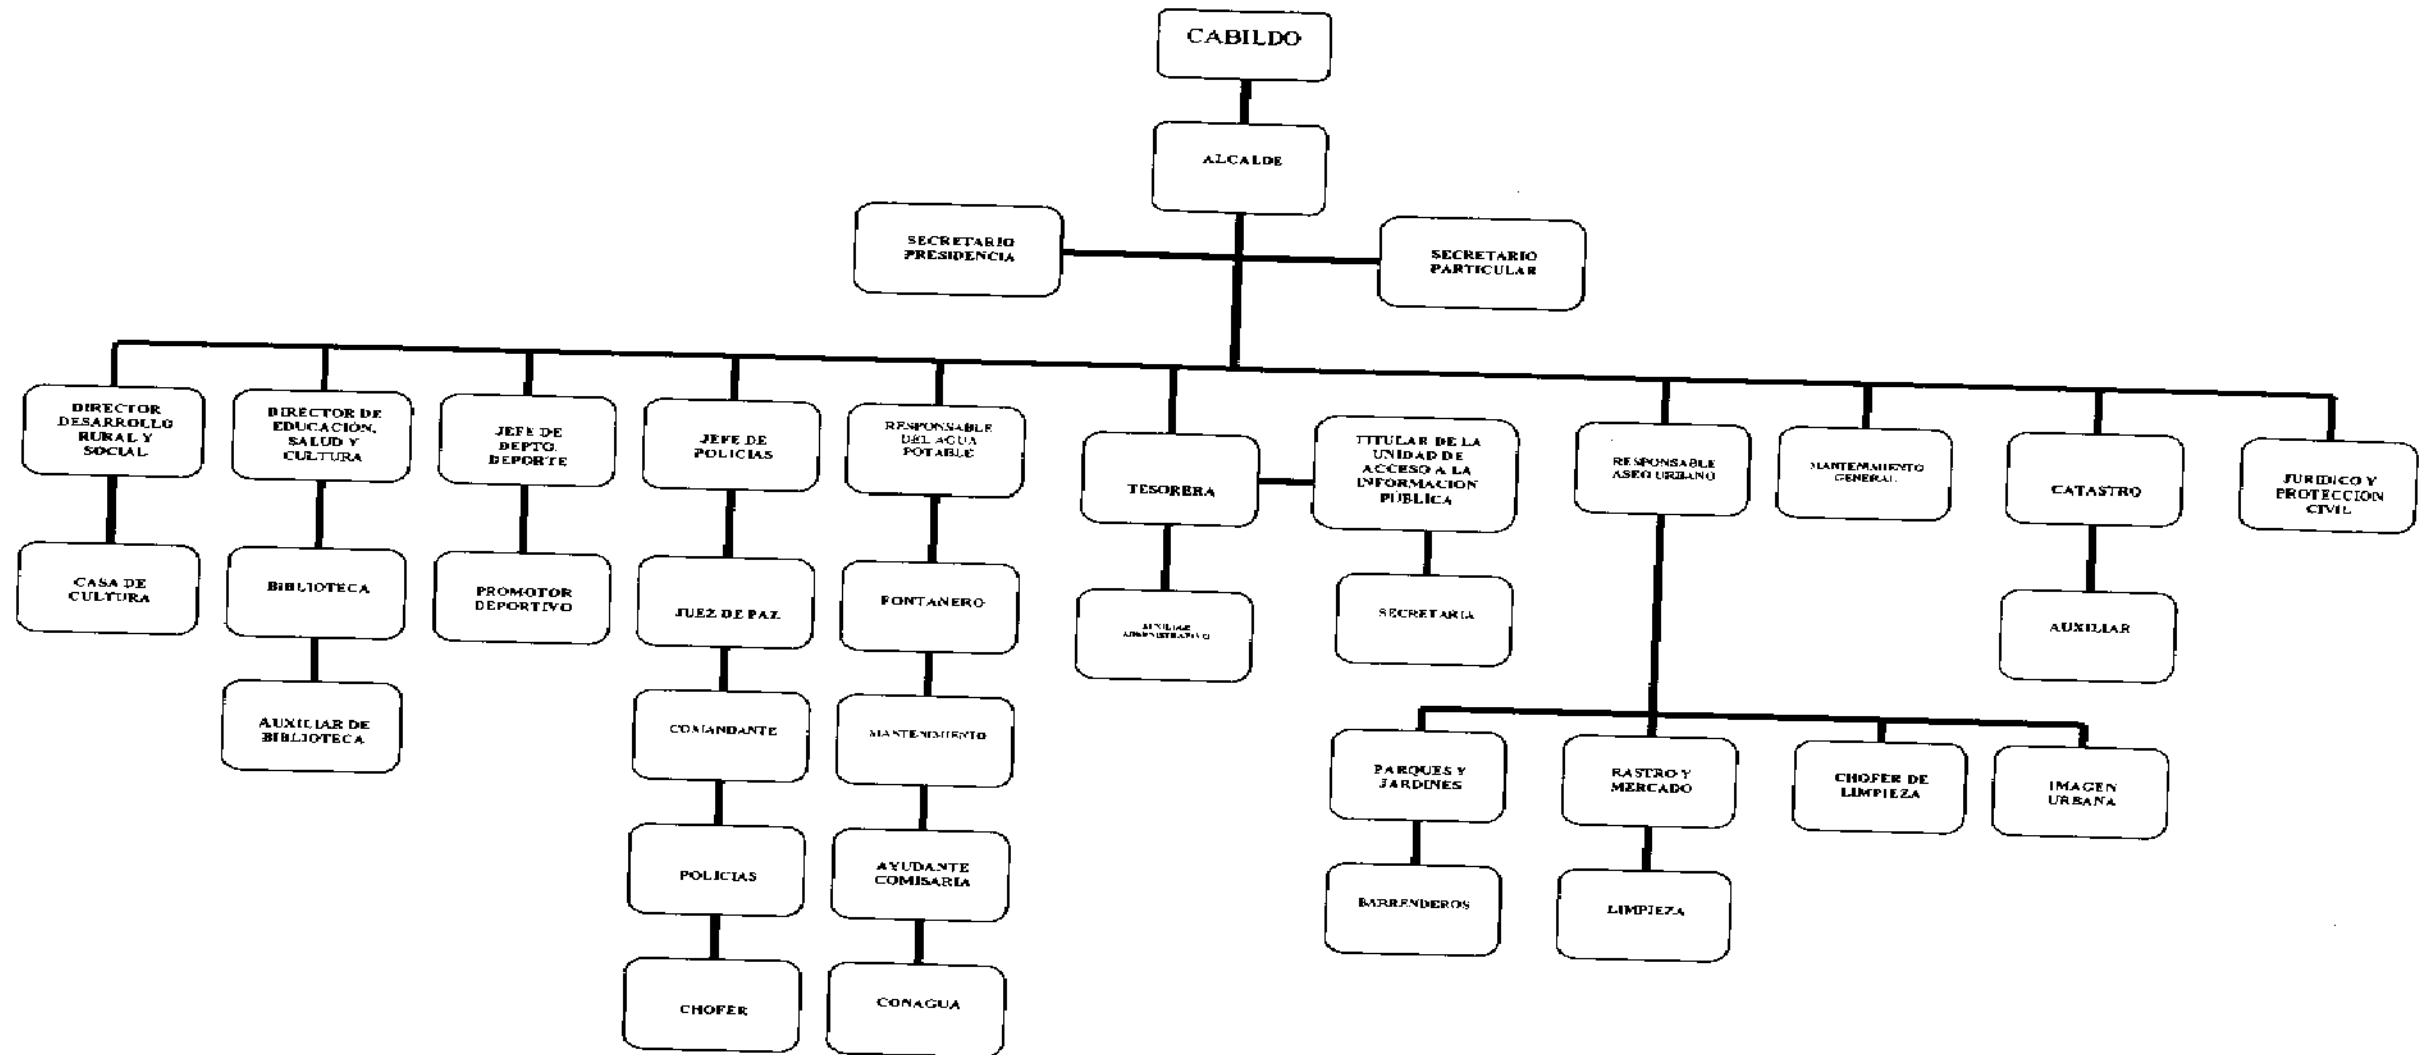 CABILDO
ALCALDE
SECRETARIO
PRESIDENCIA
SECRETARIO
PARTICULAR
DIRECTOR
DESARROLLO
RURAL Y
SOCIAL
DIRECTOR DE
EDUCACIÓN,
SALUD Y
CULTURA
JEFE DE
DEPTO.
DEPORTE
JEFE DE
POLICIAS
RESPONSABLE
DEL AGUA
POTABLE
TESORERA
TITULAR DE LA
UNIDAD DE
ACCESO A LA
INFORMACION
PÚBLICA
RESPONSABLE
ASEO URBANO
MANTENIMIENTO
GENERAL
CATASTRO
JURIDICO Y
PROTECCION
CIVIL
CASA DE
CULTURA
BIBLIOTECA
PROMOTOR
DEPORTIVO
JUEZ DE PAZ
FONTANERO
AUXILIAR
ADMINISTRATIVO
SECRETARIA
AUXILIAR
AUXILIAR DE
BIBLIOTECA
COMANDANTE
MANTENIMIENTO
PARQUES Y
JARDINES
RASTRO Y
MERCADO
CHOFER DE
LIMPIEZA
IMAGEN
URBANA
POLICIAS
AYUDANTE
COMISARIA
BARRENDEROS
LIMPIEZA
CHOFER
CONAGUA